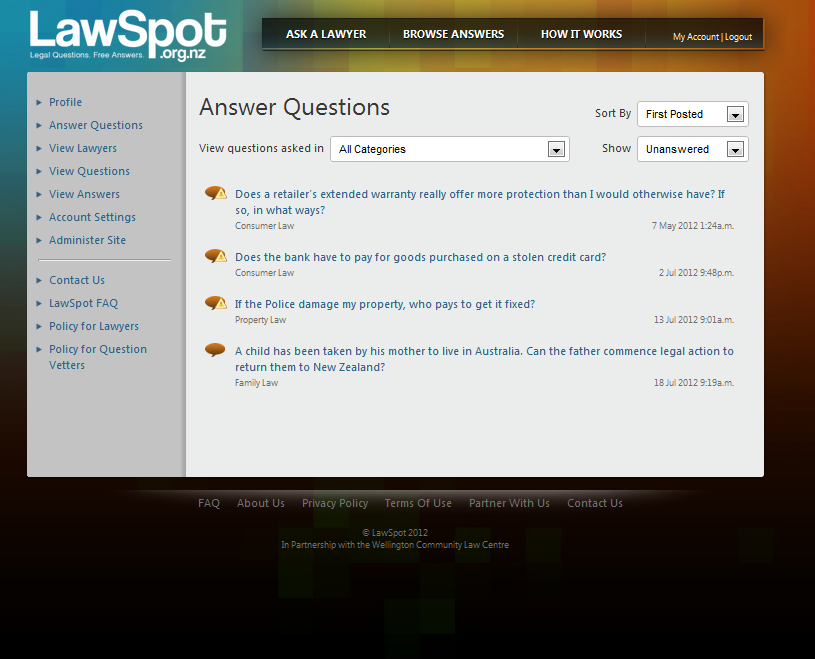 LawSpot
.org.nz
Legal Questions. Free Answers.
ASK A LAWYER
BROWSE ANSWERS
HOW IT WORKS
My Account | Logout
Profile
Answer Questions
View Lawyers
View Questions
View Answers
Account Settings
Administer Site
Contact Us
LawSpot FAQ
Policy for Lawyers
Policy for Question
Vetters
Answer Questions
Sort By First Posted
View questions asked in All Categories
Show Unanswered
Does a retailer's extended warranty really offer more protection than I would otherwise have? If
so, in what ways?
Consumer Law 7 May 2012 1:24a.m.
Does the bank have to pay for goods purchased on a stolen credit card?
Consumer Law 2 Jul 2012 9:48p.m.
If the Police damage my property, who pays to get it fixed?
Property Law 13 Jul 2012 9:01a.m.
A child has been taken by his mother to live in Australia. Can the father commence legal action to
return them to New Zealand?
Family Law 18 Jul 2012 9:19a.m.
FAQ About Us Privacy Policy Terms Of Use Partner With Us Contact Us
© LawSpot 2012
In Partnership with the Wellington Community Law Centre